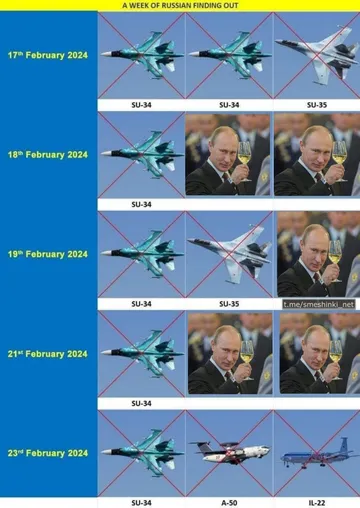 A WEEK OF RUSSIAN FINDING OUT
17th February 2024
SU-34 SU-34 SU-35
18th February 2024
SU-34
19th February 2024
t.me/smeshinki_net
SU-34 SU-35
21st February 2024
SU-34
23rd February 2024
SU-34 A-50 IL-22